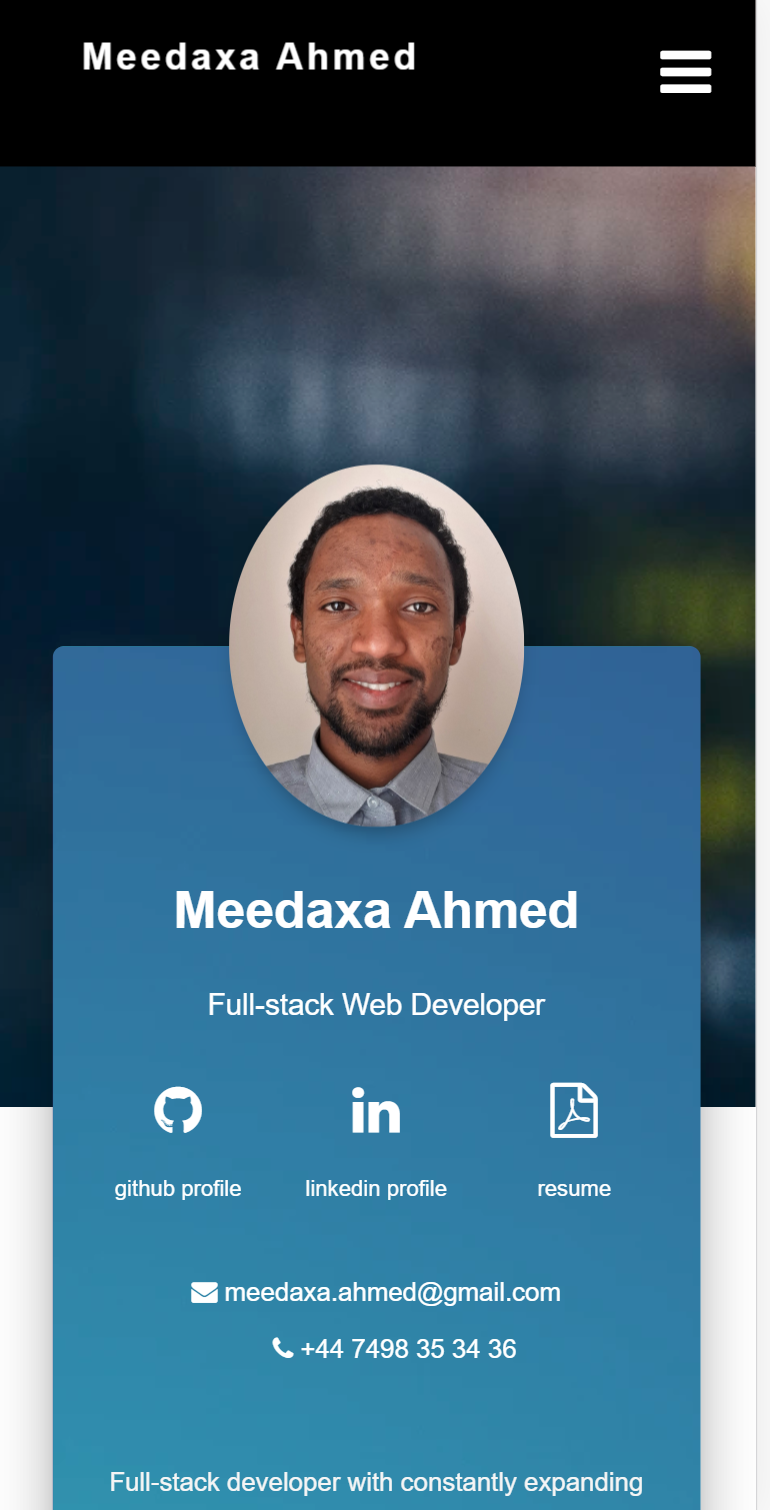 Meedaxa Ahmed
Meedaxa Ahmed
Full-stack Web Developer
in
github profile
linkedin profile
resume
meedaxa.ahmed@gmail.com
+44 7498 35 34 36
Full-stack developer with constantly expanding